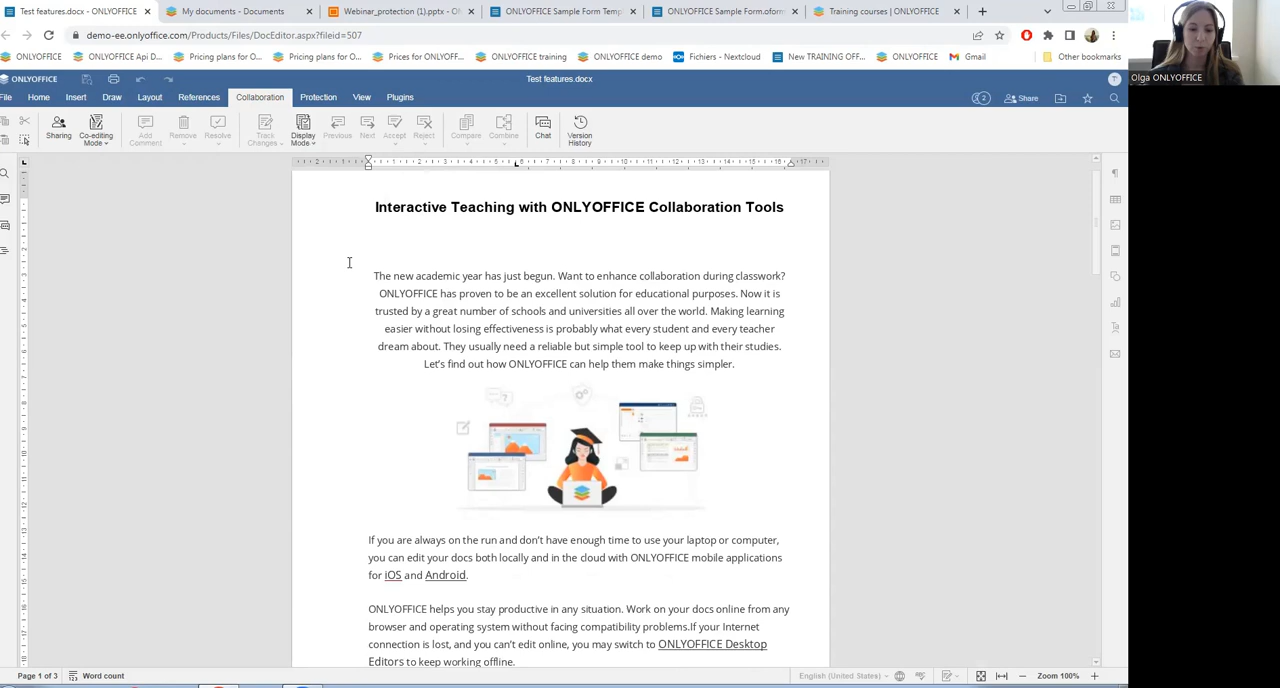 Test features.docx - ONLYOFFICE
My documents - Documents
Webinar_protection (1).pptx - ON
ONLYOFFICE Sample Form Temp
ONLYOFFICE Sample Form.oform
Training courses | ONLYOFFICE
demo-ee.onlyoffice.com/Products/Files/DocEditor.aspx?fileid=507
ONLYOFFICE
ONLYOFFICE Api D...
Pricing plans for O...
Pricing plans for O...
Prices for ONLYOFF...
ONLYOFFICE training
ONLYOFFICE demo
Fichiers - Nextcloud
NEW TRAINING OFF...
ONLYOFFICE
Gmail
Other bookmarks
Olga ONLYOFFICE
ONLYOFFICE
Test features.docx
T
File
Home
Insert
Draw
Layout
References
Collaboration
Protection
View
Plugins
2
Share
Sharing
Co-editing Mode
Add Comment
Remove
Resolve
Track Changes
Display Mode
Previous
Next
Accept
Reject
Compare
Combine
Chat
Version History
Interactive Teaching with ONLYOFFICE Collaboration Tools
The new academic year has just begun. Want to enhance collaboration during classwork?
ONLYOFFICE has proven to be an excellent solution for educational purposes. Now it is
trusted by a great number of schools and universities all over the world. Making learning
easier without losing effectiveness is probably what every student and every teacher
dream about. They usually need a reliable but simple tool to keep up with their studies.
Let's find out how ONLYOFFICE can help them make things simpler.
If you are always on the run and don't have enough time to use your laptop or computer,
you can edit your docs both locally and in the cloud with ONLYOFFICE mobile applications
for iOS and Android.
ONLYOFFICE helps you stay productive in any situation. Work on your docs online from any
browser and operating system without facing compatibility problems.If your Internet
connection is lost, and you can't edit online, you may switch to ONLYOFFICE Desktop
Editors to keep working offline.
Page 1 of 3
Word count
English (United States)
Zoom 100%